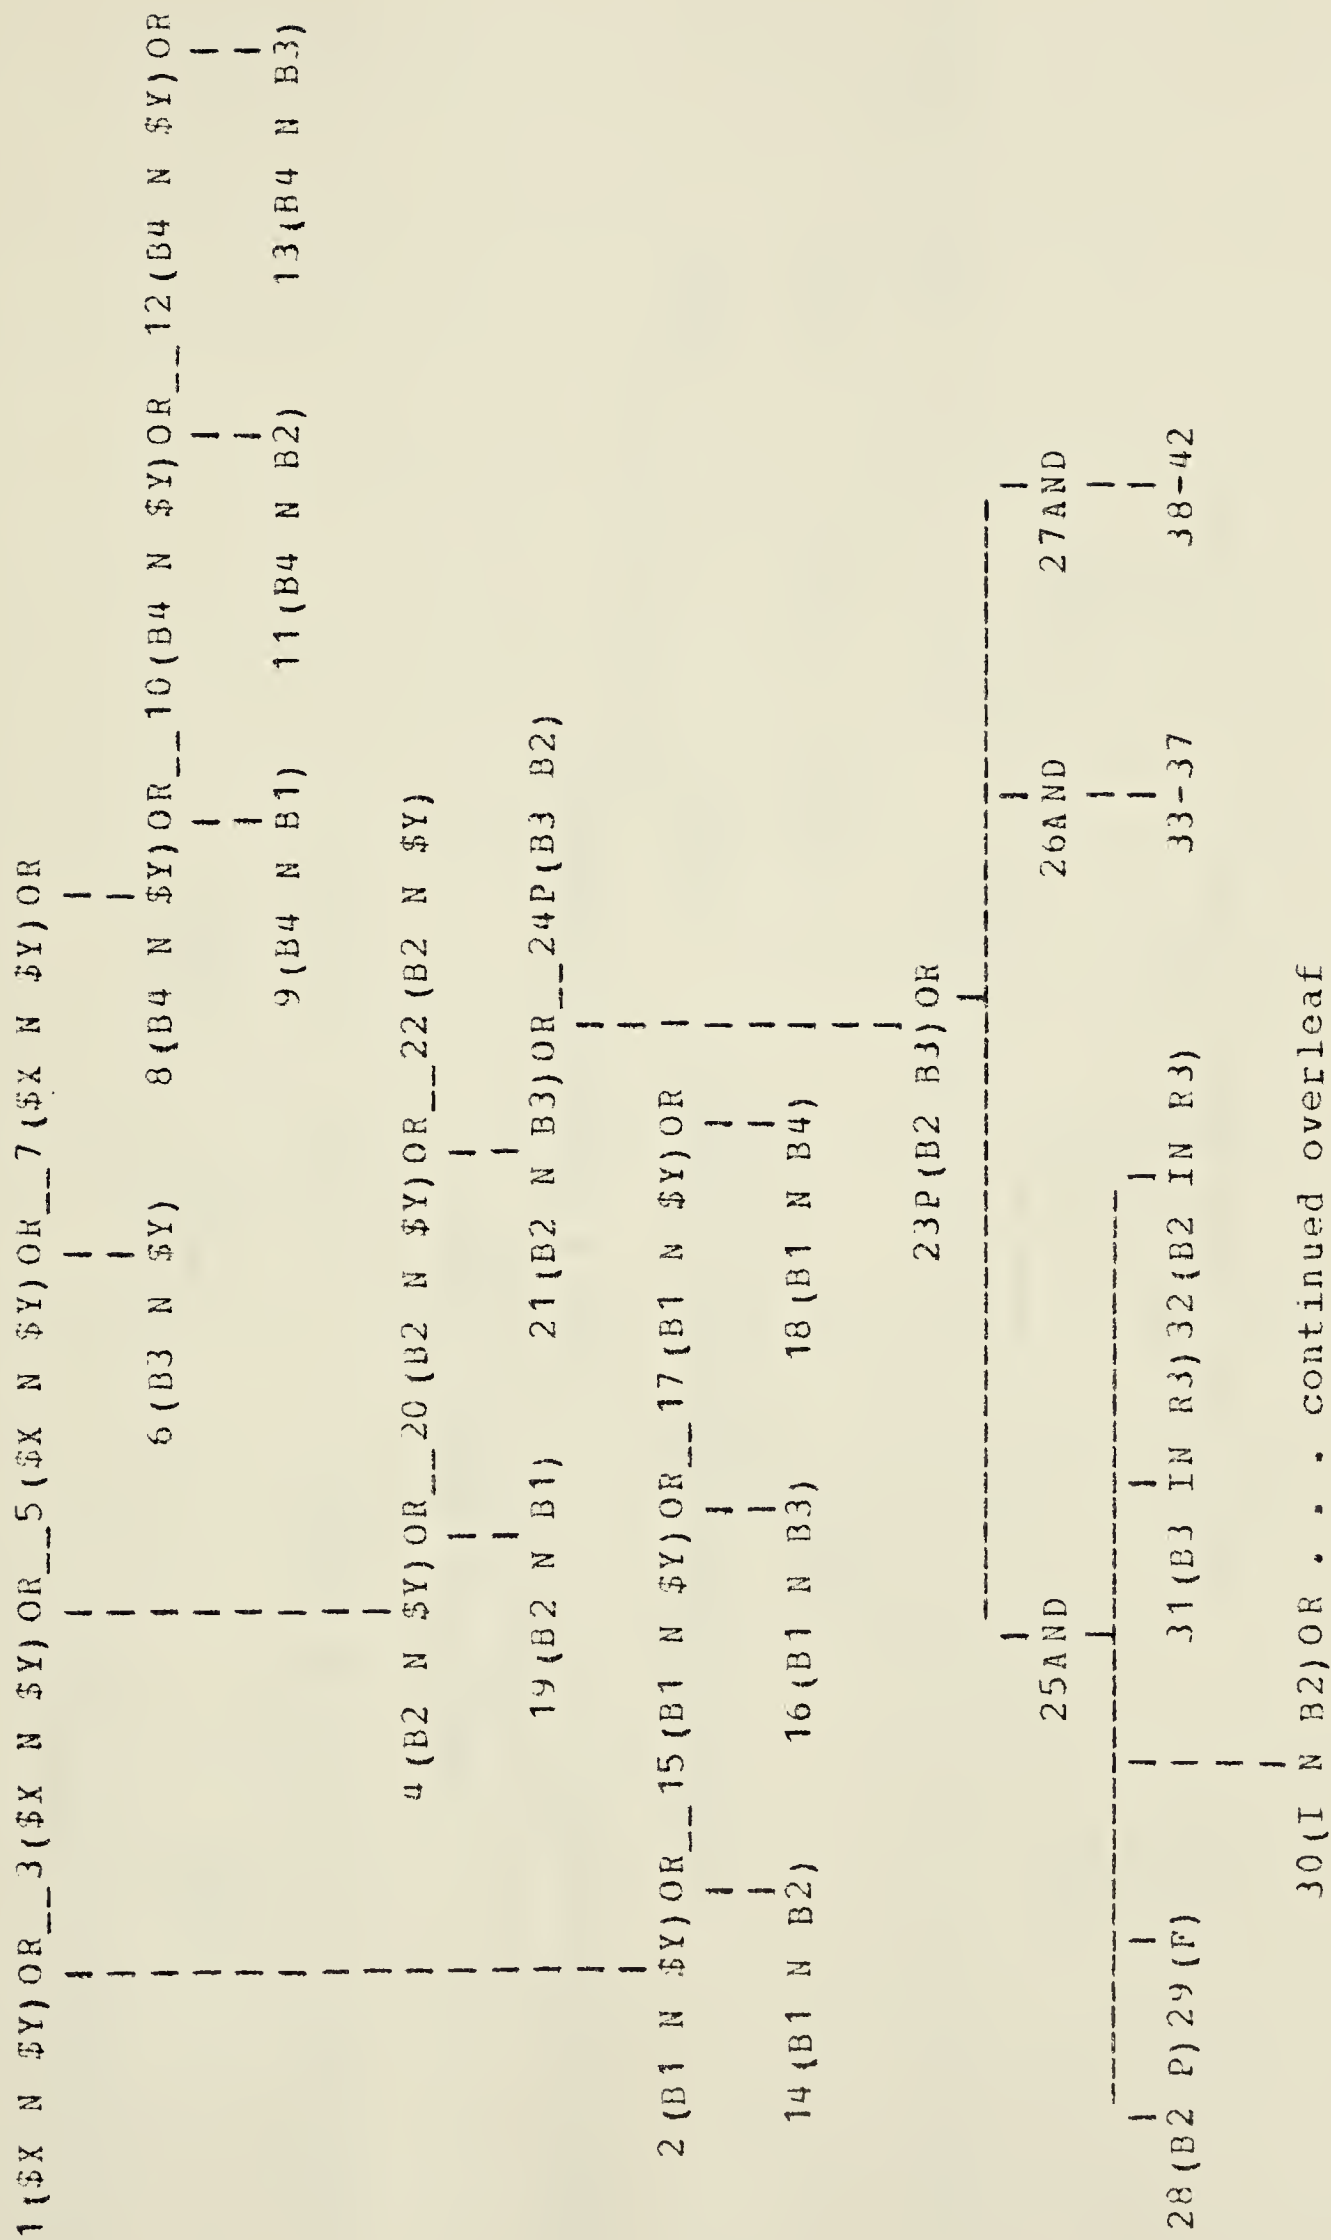 1($X N $Y)OR__3($X N $Y)OR__5($X N $Y)OR__7($X N $Y)OR
6(B3 N $Y) 8(B4 N $Y)OR__10(B4 N $Y)OR__12(B4 N $Y)OR
9(B4 N B1) 11(B4 N B2) 13(B4 N B3)
4(B2 N $Y)OR__20(B2 N $Y)OR__22(B2 N $Y)
19(B2 N B1) 21(B2 N B3)OR__24P(B3 B2)
2(B1 N $Y)OR__15(B1 N $Y)OR__17(B1 N $Y)OR
14(B1 N B2) 16(B1 N B3) 18(B1 N B4)
23P(B2 B3)OR
25AND 26AND 27AND
28(B2 P)29(F) 31(B3 IN R3)32(B2 IN R3) 33-37 38-42
30(I N B2)OR . . . continued overleaf